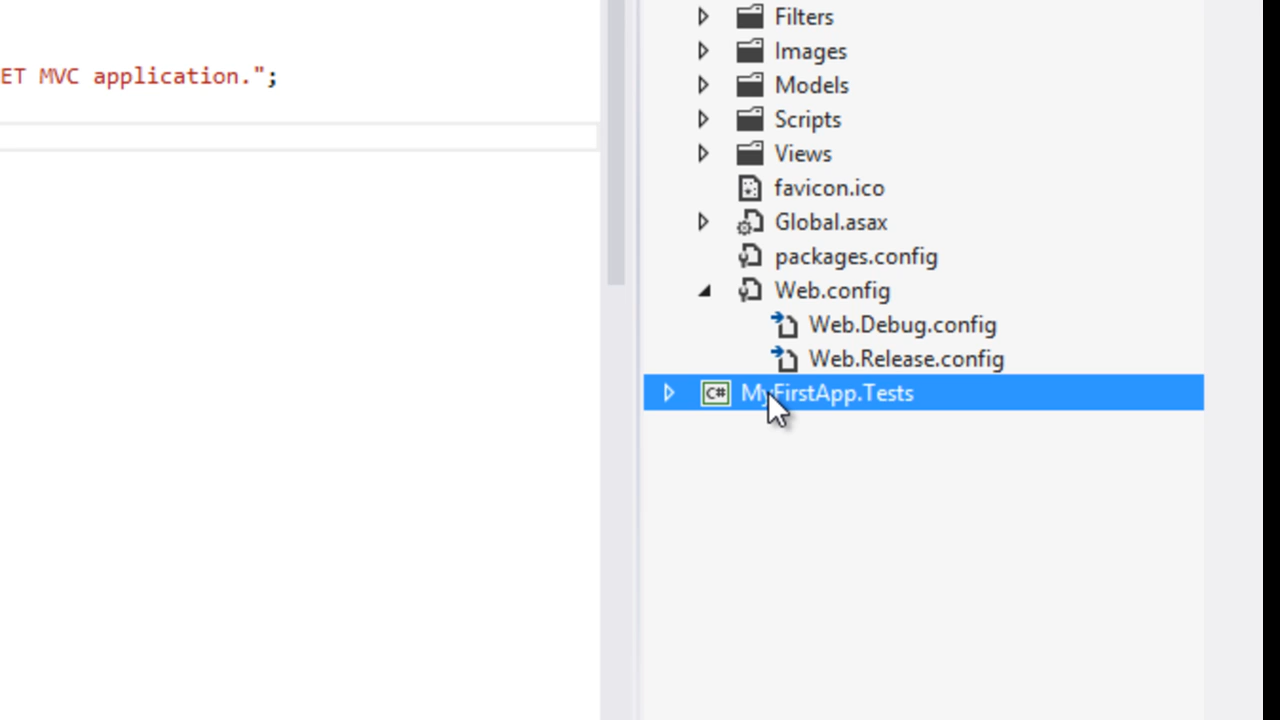 ET MVC application.";
Filters
Images
Models
Scripts
Views
favicon.ico
Global.asax
packages.config
Web.config
Web.Debug.config
Web.Release.config
C# MyFirstApp.Tests